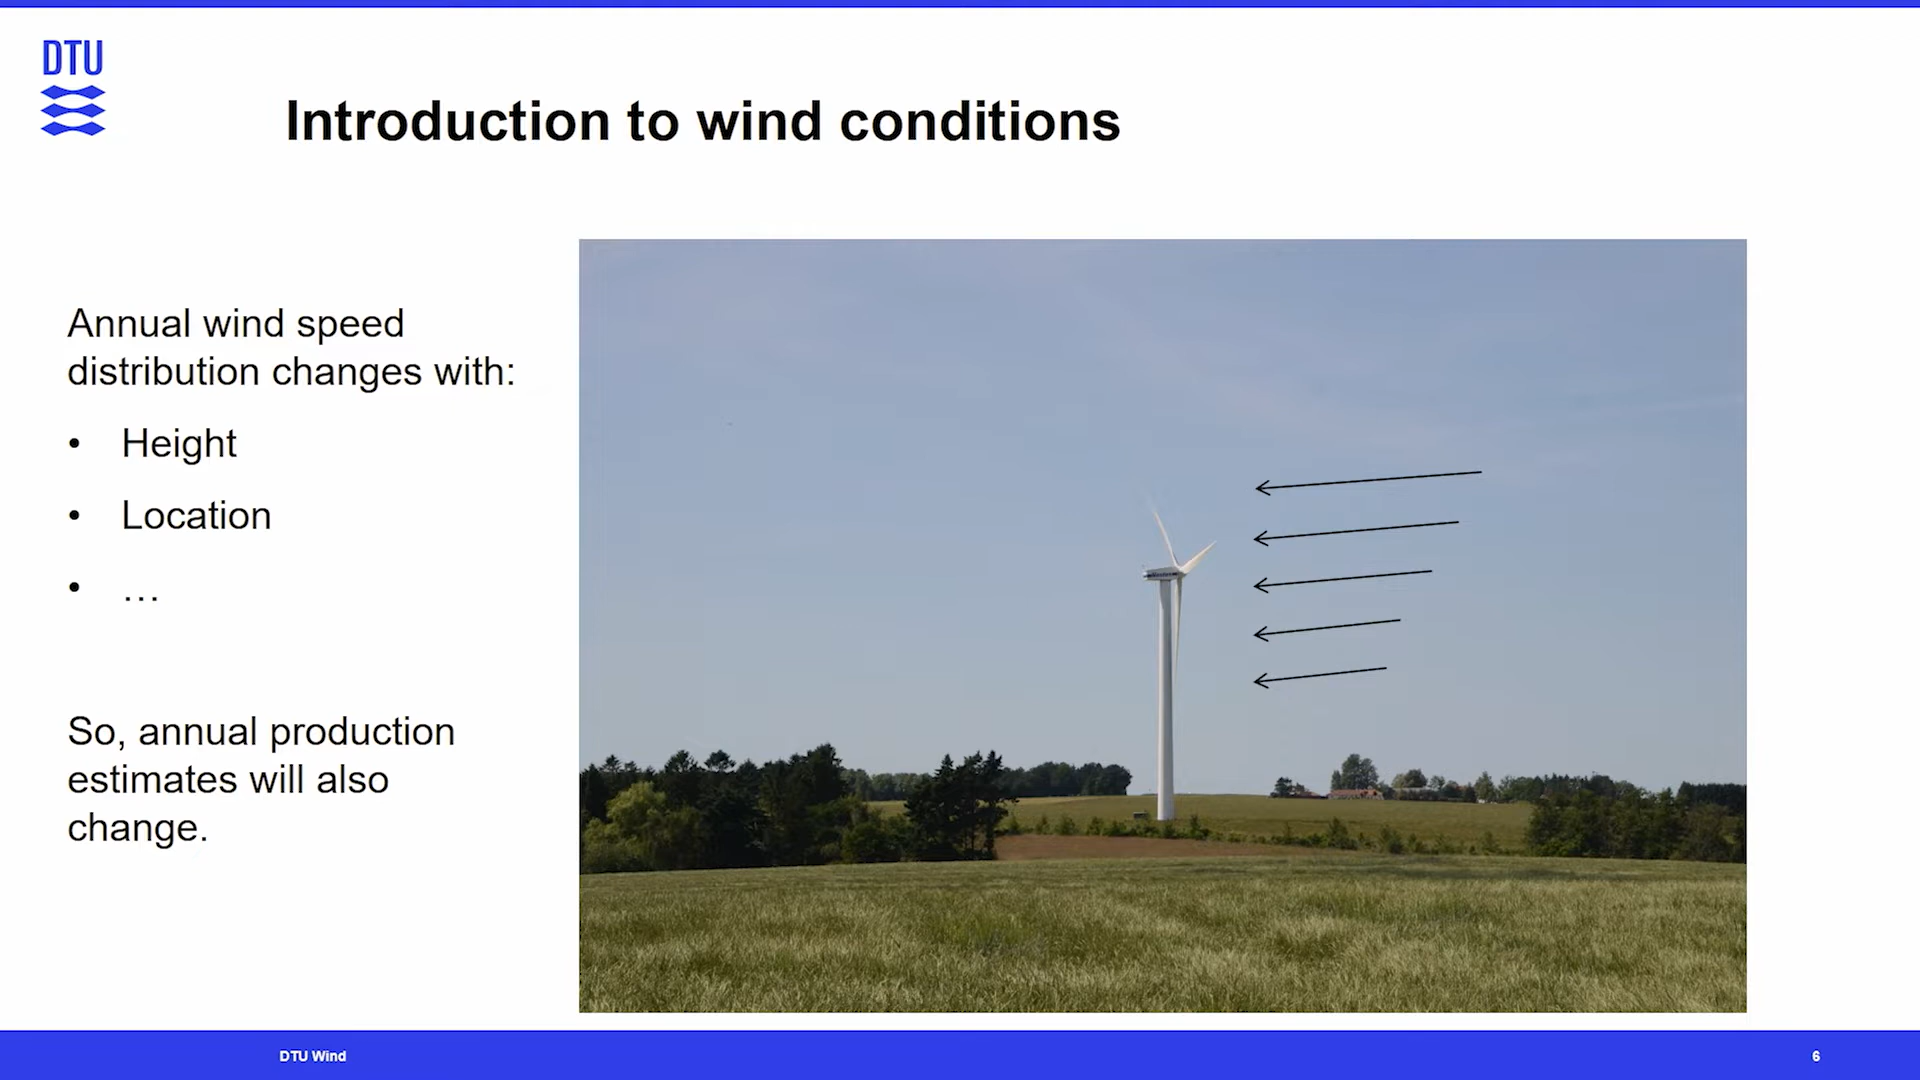 DTU
Introduction to wind conditions
Annual wind speed
distribution changes with:
• Height
• Location
• …
So, annual production
estimates will also
change.
DTU Wind
6